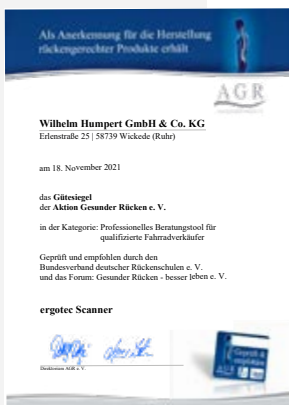 Als Anerkennung für die Herstellung
rückengerechter Produkte erhält
AGR
Wilhelm Humpert GmbH & Co. KG
Erlenstraße 25 | 58739 Wickede (Ruhr)
am 18. November 2021
das Gütesiegel
der Aktion Gesunder Rücken e. V.
in der Kategorie: Professionelles Beratungstool für
qualifizierte Fahrradverkäufer
Geprüft und empfohlen durch den
Bundesverband deutscher Rückenschulen e. V.
und das Forum: Gesunder Rücken - besser leben e. V.
ergotec Scanner
Direktorium AGR e. V.
Geprüft &
empfohlen